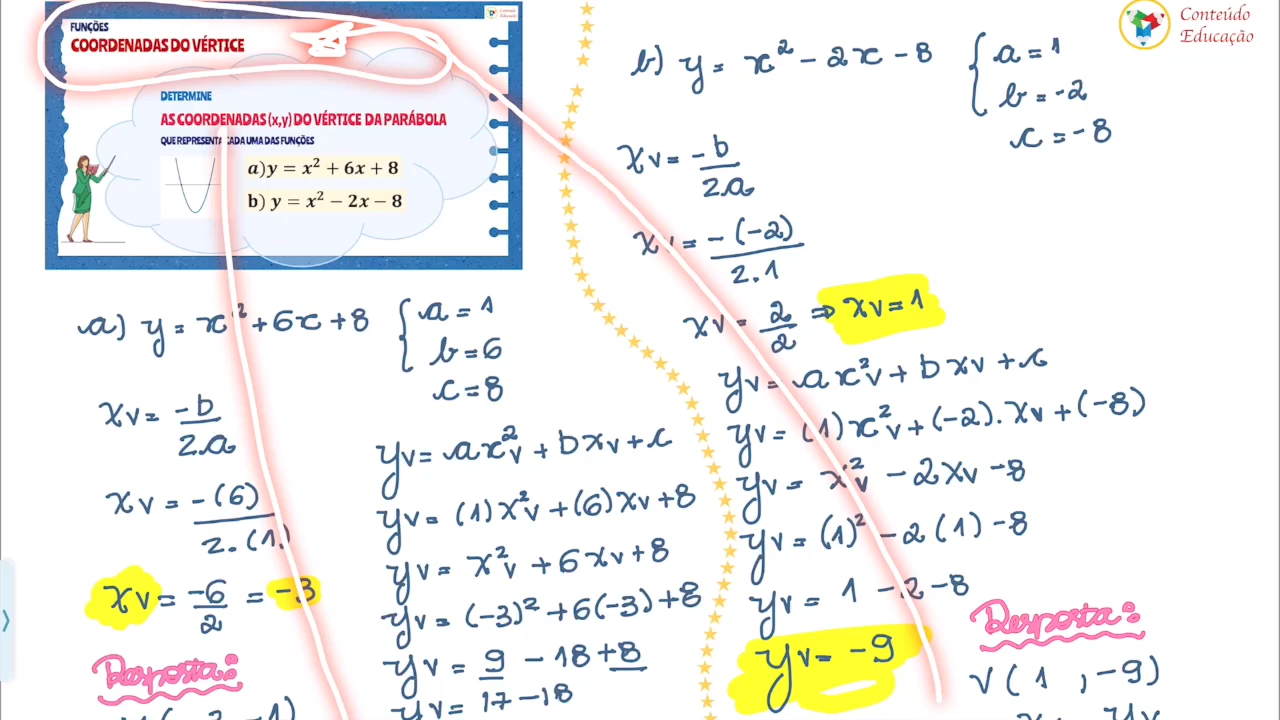 FUNÇÕES
COORDENADAS DO VÉRTICE
Conteúdo
Educação
DETERMINE
AS COORDENADAS (x,y) DO VÉRTICE DA PARÁBOLA
QUE REPRESENTA CADA UMA DAS FUNÇÕES
a)y = x² + 6x + 8
b) y = x² − 2x − 8
a) y = x² + 6x + 8
a = 1
b = 6
c = 8
xv = -b/2.a
xv = -(6)/2.(1)
xv = -6/2 = -3
Resposta:
yv = ax²v + bxv + c
yv = (1)x²v + (6)xv + 8
yv = x²v + 6xv + 8
yv = (-3)² + 6(-3) + 8
yv = 9 - 18 + 8
yv = 17 - 18
b) y = x² - 2x - 8
a = 1
b = -2
c = -8
xv = -b/2.a
xv = -(-2)/2.1
xv = 2/2 ⇒ xv = 1
yv = ax²v + bxv + c
yv = (1)x²v + (-2).xv + (-8)
yv = x²v - 2xv - 8
yv = (1)² - 2(1) - 8
yv = 1 - 2 - 8
yv = -9
Resposta:
V(1, -9)
Conteúdo
Educação